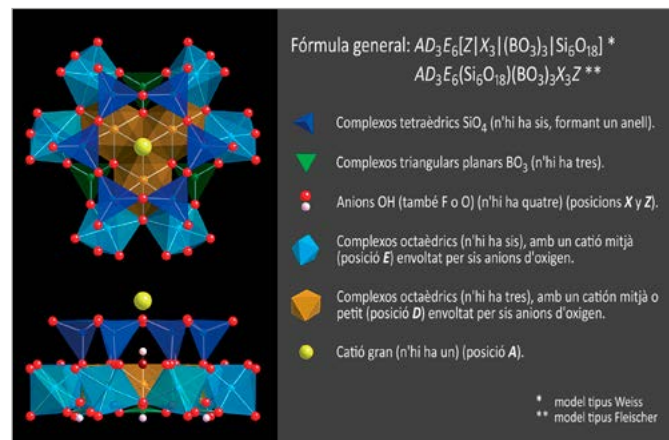 Fórmula general: AD₃E₆[Z|X₃|(BO₃)₃|Si₆O₁₈] *
AD₃E₆(Si₆O₁₈)(BO₃)₃X₃Z **
Complexos tetraèdrics SiO₄ (n'hi ha sis, formant un anell).
Complexos triangulars planars BO₃ (n'hi ha tres).
Anions OH (també F o O) (n'hi ha quatre) (posicions X y Z).
Complexos octaèdrics (n'hi ha sis), amb un catió mitjà
(posició E) envoltat per sis anions d'oxigen.
Complexos octaèdrics (n'hi ha tres), amb un catión mitjà o
petit (posició D) envoltat per sis anions d'oxigen.
Catió gran (n'hi ha un) (posició A).
* model tipus Weiss
** model tipus Fleischer